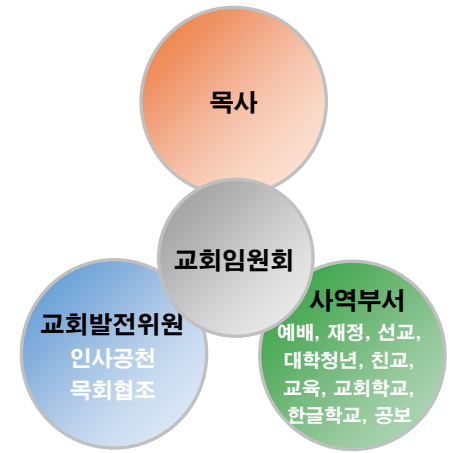 목사
교회임원회
교회발전위원
인사공천
목회협조
사역부서
예배, 재정, 선교,
대학청년, 친교,
교육, 교회학교,
한글학교, 공보